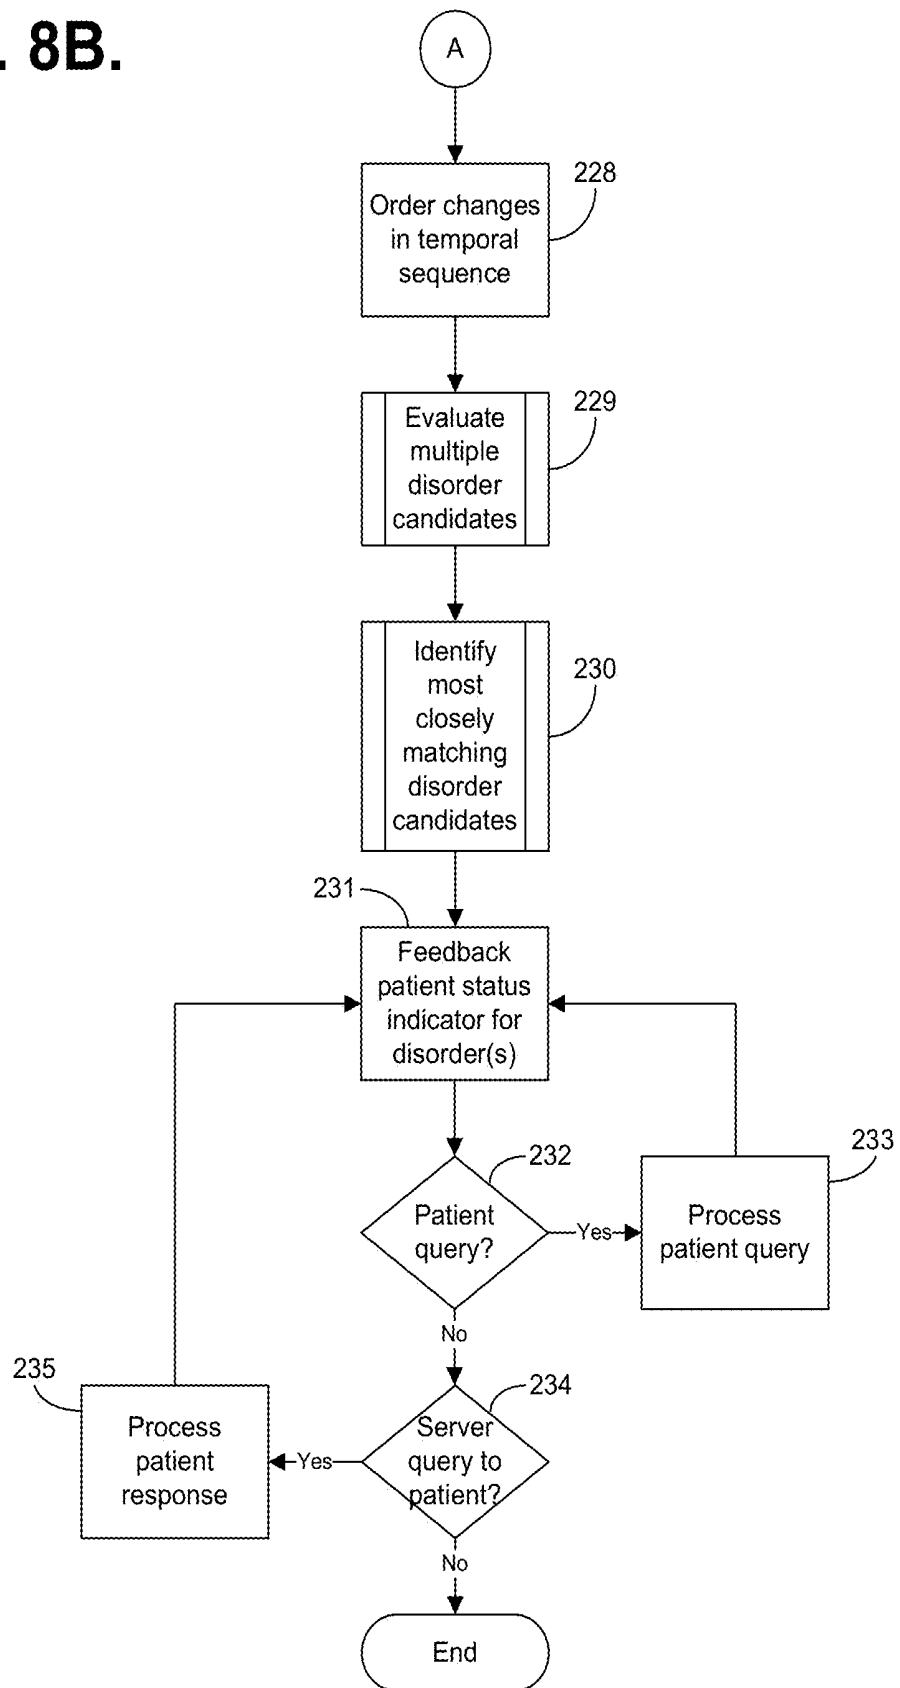 . 8B.
A
228
Order changes
in temporal
sequence
229
Evaluate
multiple
disorder
candidates
230
Identify
most
closely
matching
disorder
candidates
231
Feedback
patient status
indicator for
disorder(s)
232
Patient
query?
Yes
233
Process
patient query
No
234
Server
query to
patient?
Yes
235
Process
patient
response
No
End